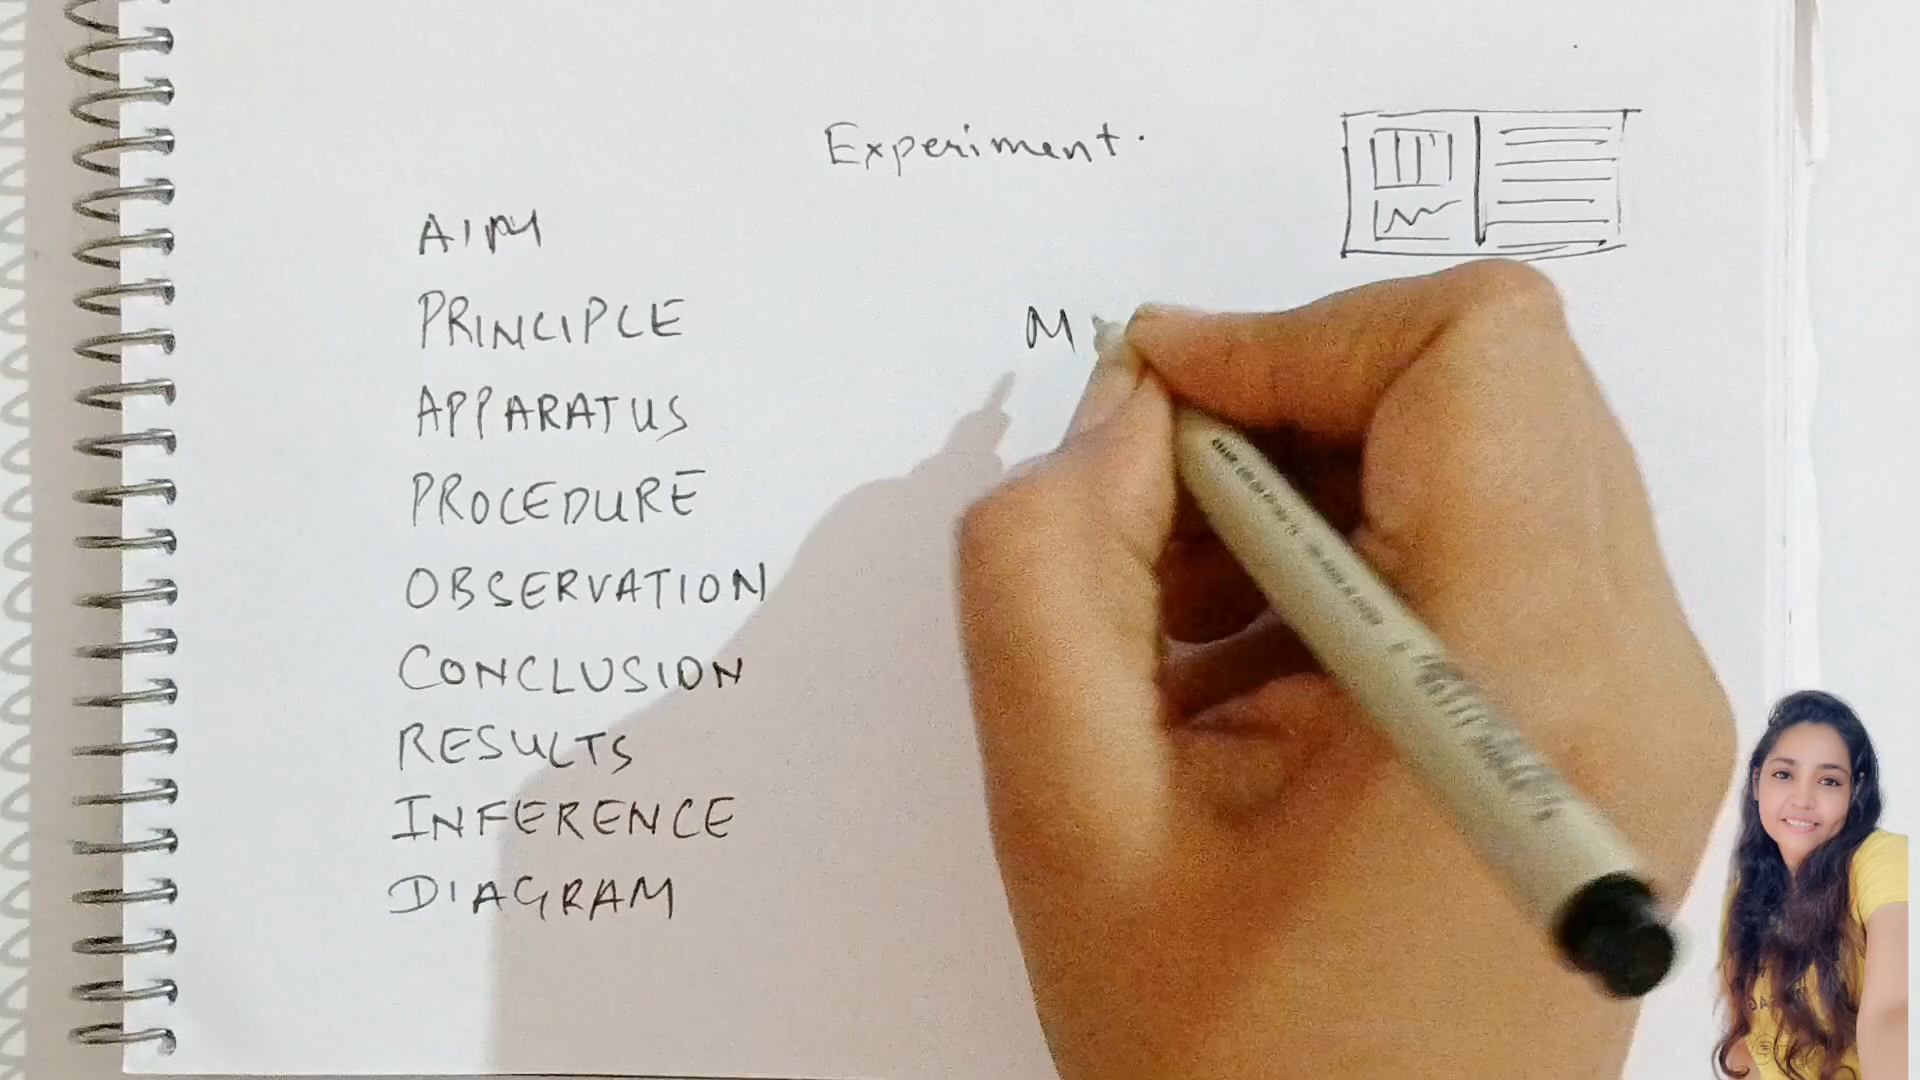 Experiment.
AIM
PRINCIPLE
M
APPARATUS
PROCEDURE
OBSERVATION
CONCLUSION
RESULTS
INFERENCE
DIAGRAM